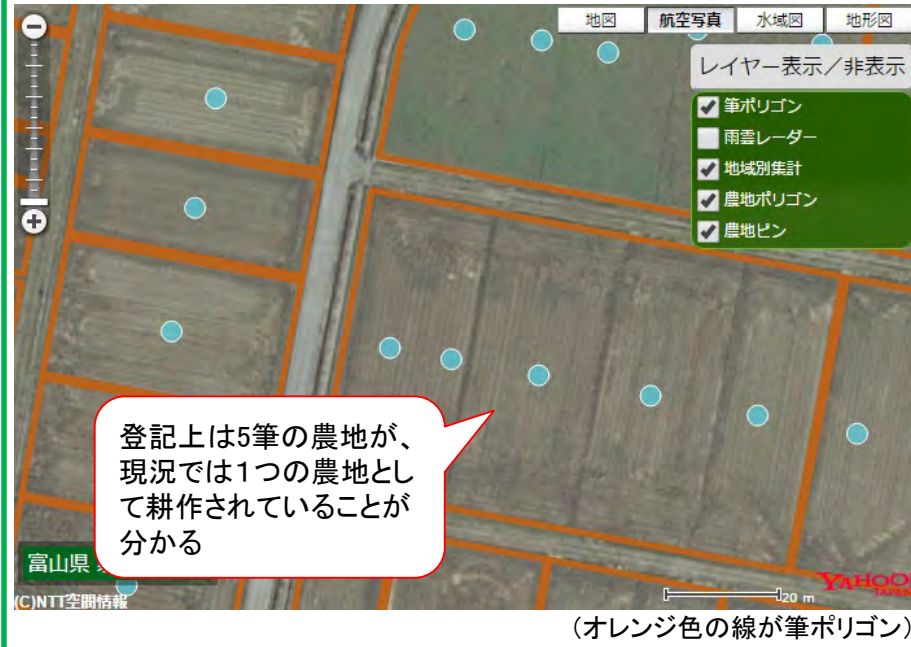 地図 航空写真 水域図 地形図
レイヤー表示／非表示
筆ポリゴン
雨雲レーダー
地域別集計
農地ポリゴン
農地ピン
登記上は5筆の農地が、
現況では１つの農地とし
て耕作されていることが
分かる
富山県
(C)NTT空間情報
20 m
YAHOO!
JAPAN
(オレンジ色の線が筆ポリゴン)